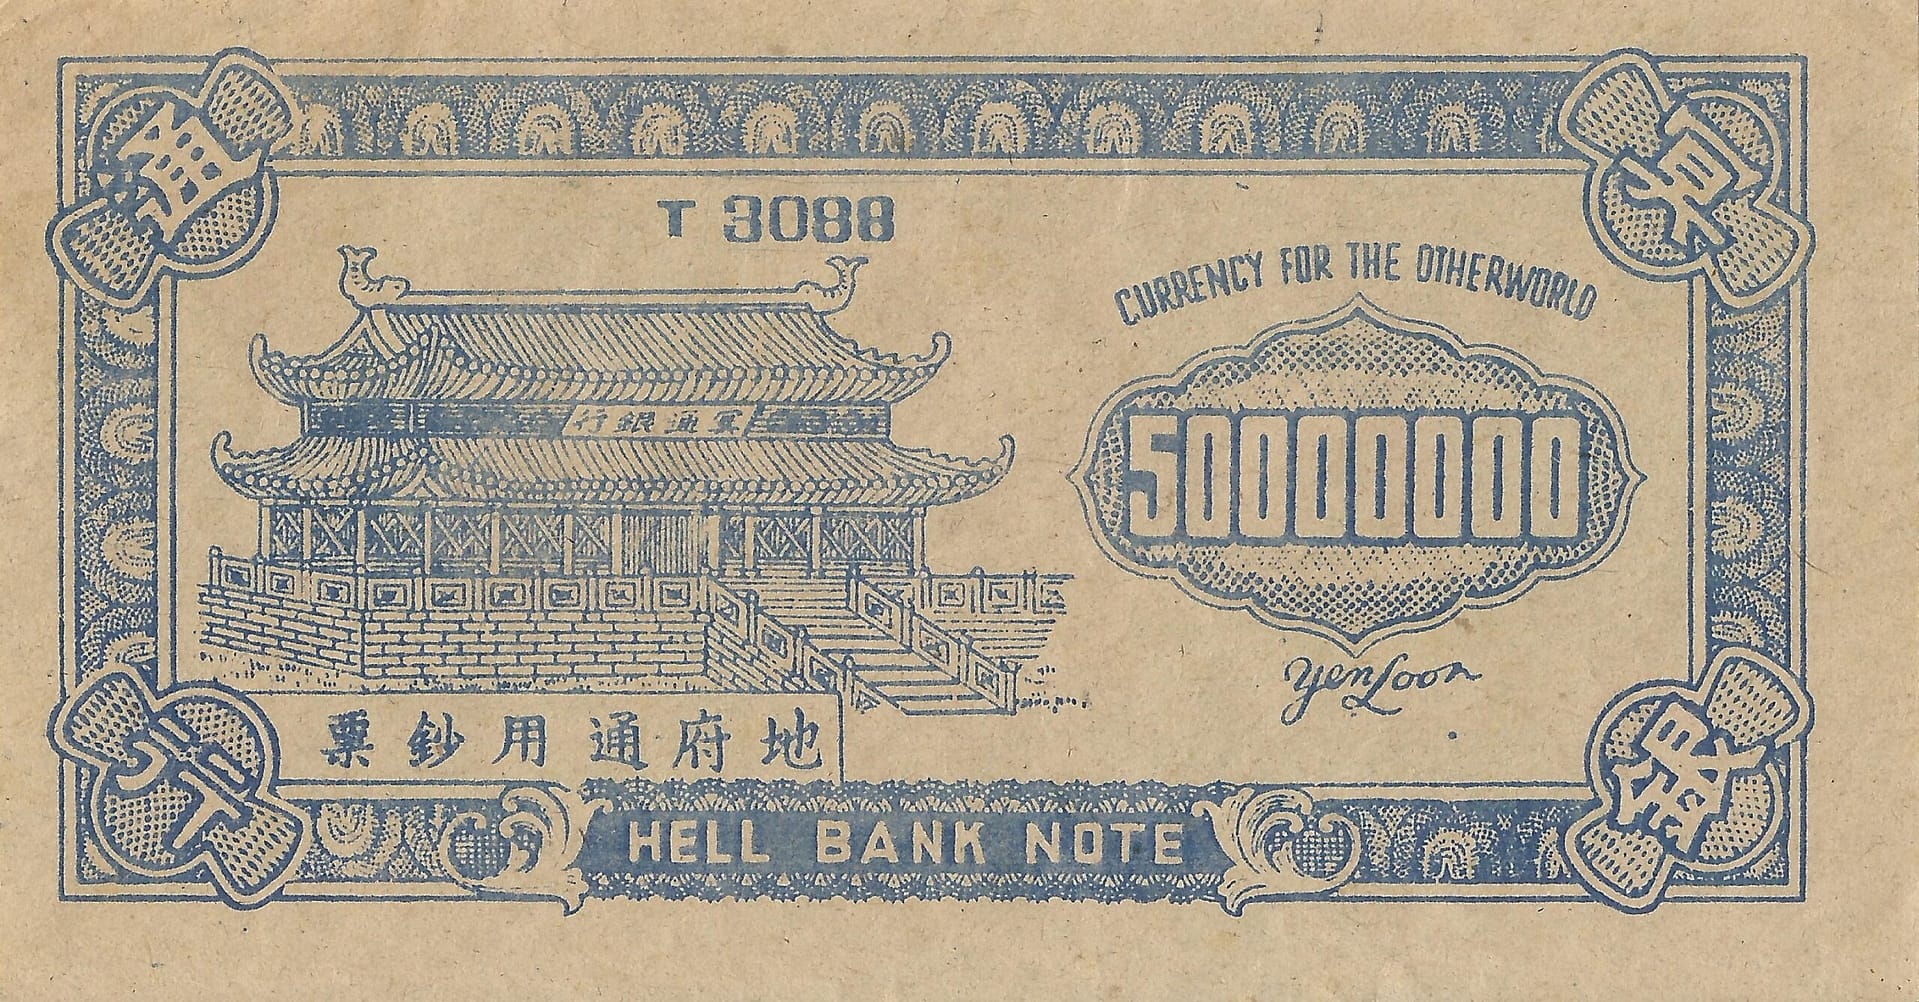 T 3088
CURRENCY FOR THE OTHERWORLD
冥通銀行
50000000
Yen Loon
地府通用鈔票
HELL BANK NOTE